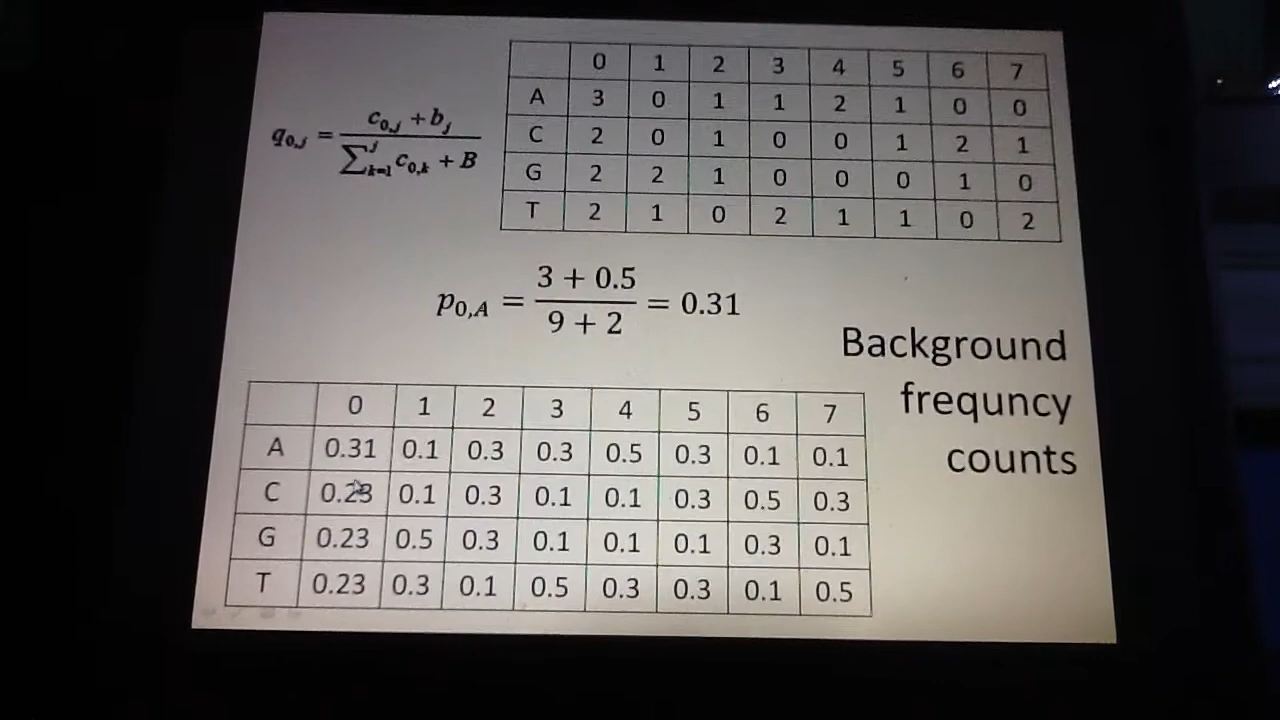 q₀,ⱼ = (c₀,ⱼ + bⱼ) / (∑ₖ₌₁ᴶ c₀,ₖ + B)
0 1 2 3 4 5 6 7
A 3 0 1 1 2 1 0 0
C 2 0 1 0 0 1 2 1
G 2 2 1 0 0 0 1 0
T 2 1 0 2 1 1 0 2
p₀,A = (3 + 0.5) / (9 + 2) = 0.31
Background
frequncy
counts
0 1 2 3 4 5 6 7
A 0.31 0.1 0.3 0.3 0.5 0.3 0.1 0.1
C 0.23 0.1 0.3 0.1 0.1 0.3 0.5 0.3
G 0.23 0.5 0.3 0.1 0.1 0.1 0.3 0.1
T 0.23 0.3 0.1 0.5 0.3 0.3 0.1 0.5